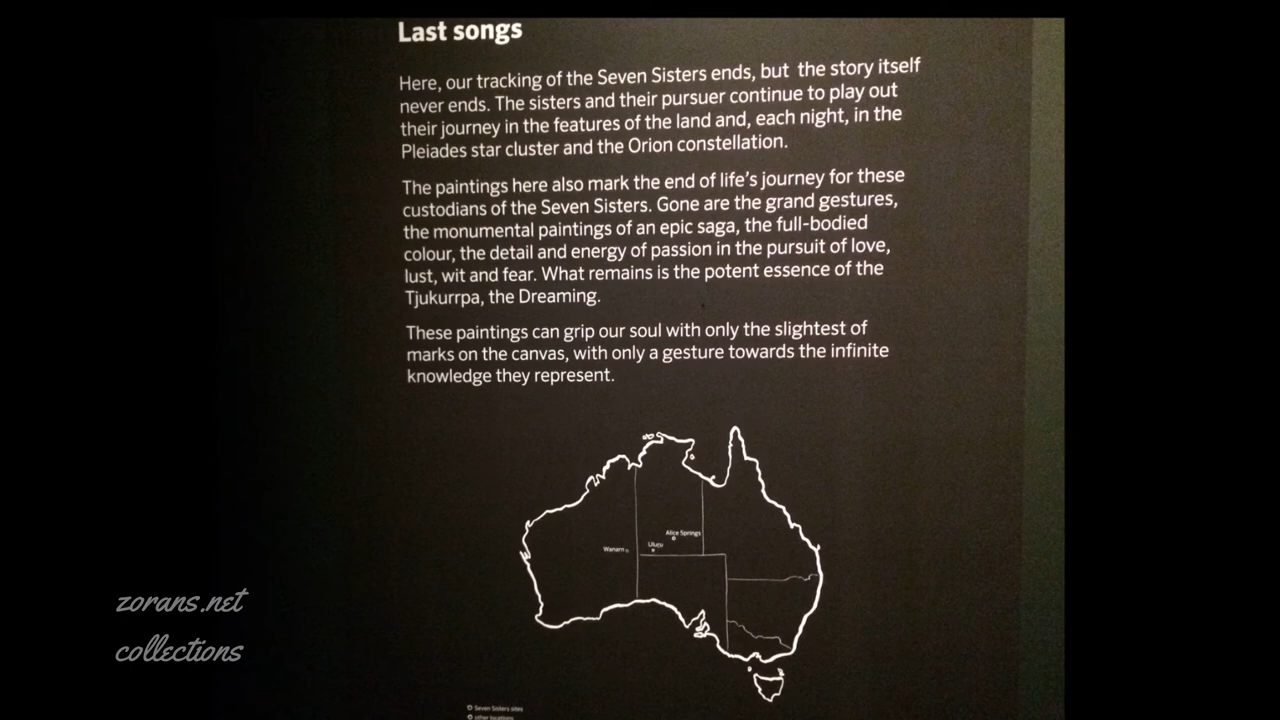 Last songs
Here, our tracking of the Seven Sisters ends, but the story itself
never ends. The sisters and their pursuer continue to play out
their journey in the features of the land and, each night, in the
Pleiades star cluster and the Orion constellation.
The paintings here also mark the end of life's journey for these
custodians of the Seven Sisters. Gone are the grand gestures,
the monumental paintings of an epic saga, the full-bodied
colour, the detail and energy of passion in the pursuit of love,
lust, wit and fear. What remains is the potent essence of the
Tjukurrpa, the Dreaming.
These paintings can grip our soul with only the slightest of
marks on the canvas, with only a gesture towards the infinite
knowledge they represent.
Alice Springs
Uluru
Wanarn
zorans.net
collections
Seven Sisters sites
other locations